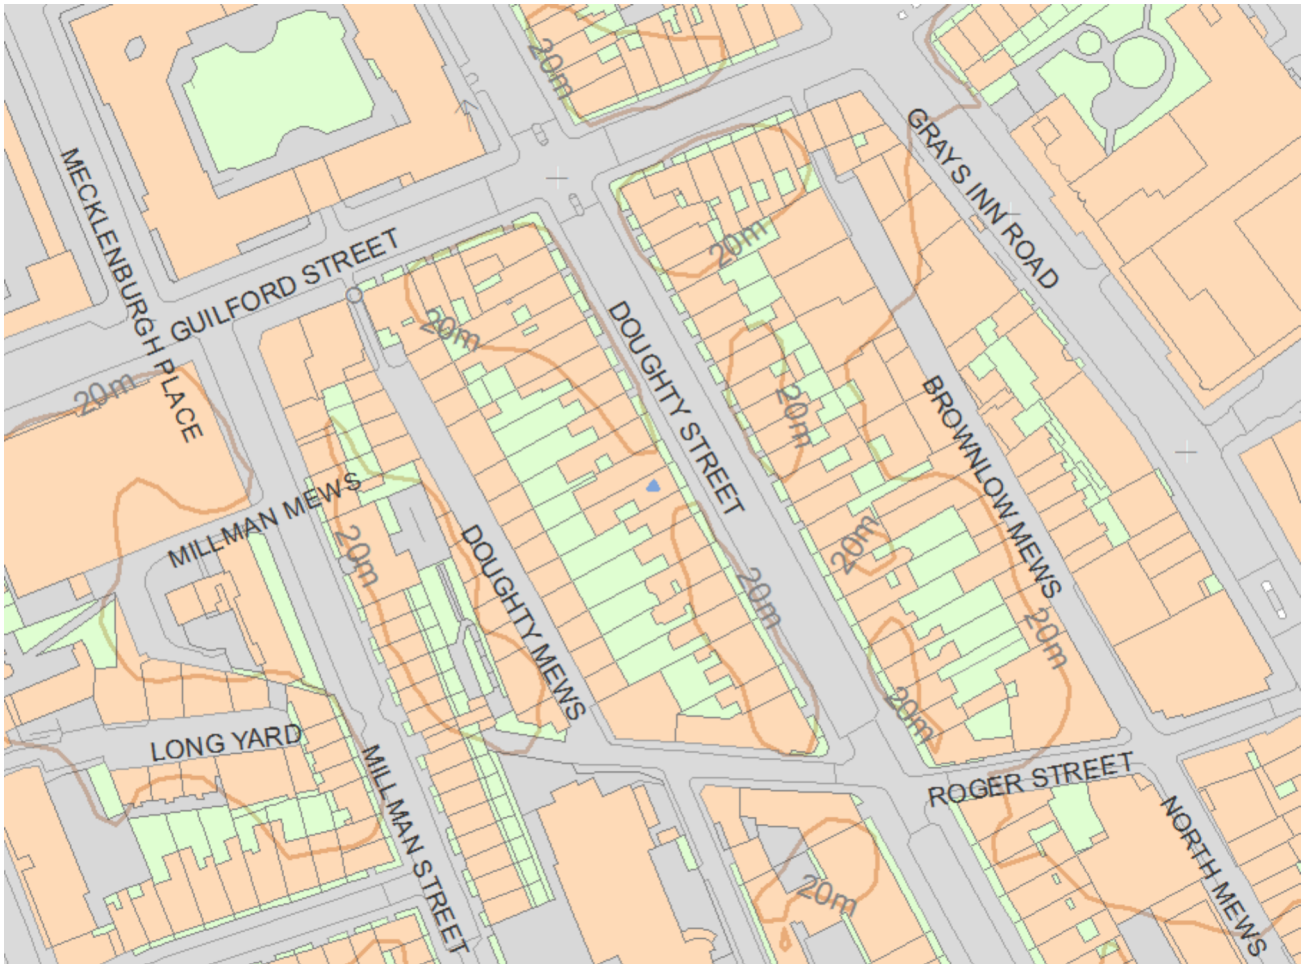 20m
GRAYS INN ROAD
MECKLENBURGH PLACE
GUILFORD STREET
20m
20m
DOUGHTY STREET
20m
20m
BROWNLOW MEWS
MILLMAN MEWS
20m
DOUGHTY MEWS
20m
20m
20m
20m
LONG YARD
MILLMAN STREET
ROGER STREET
NORTH MEWS
20m